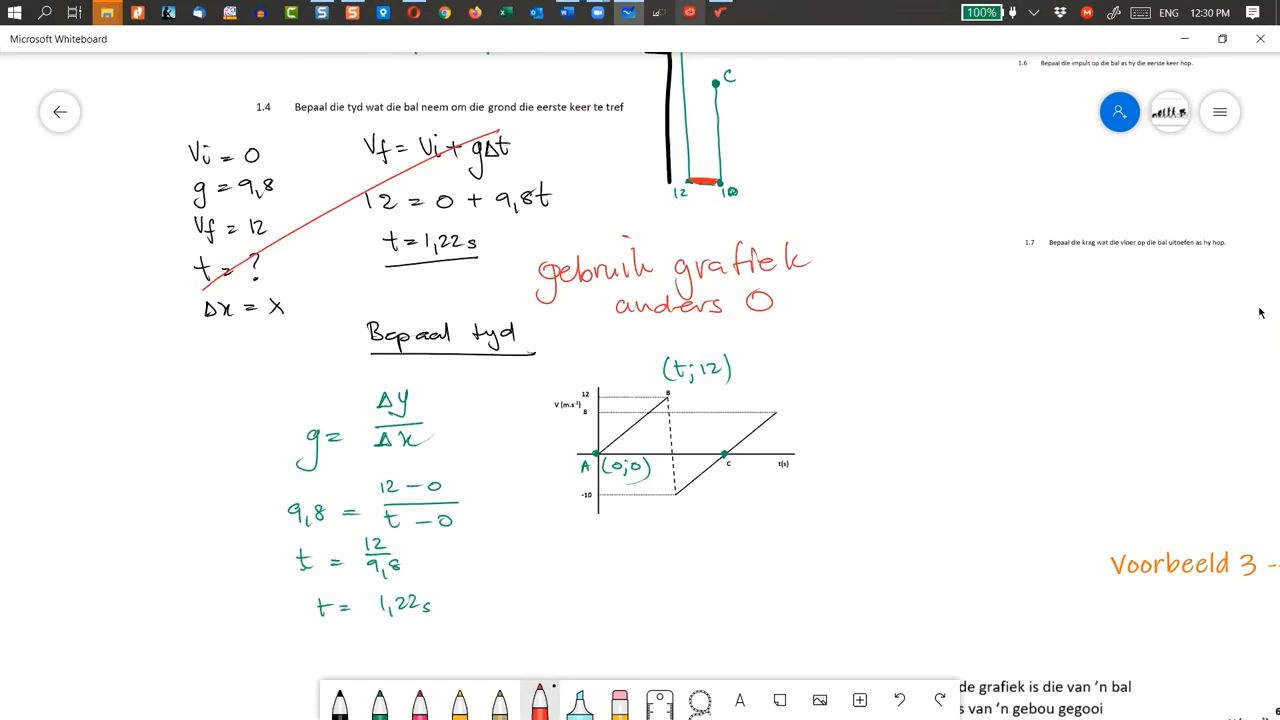 100%
ENG
12:30 PM
Microsoft Whiteboard
1.4 Bepaal die tyd wat die bal neem om die grond die eerste keer te tref
Vi = 0
g = 9,8
Vf = 12
t = ?
Δx = X
Vf = Vi + gΔt
12 = 0 + 9,8t
t = 1,22s
C
12
10
gebruik grafiek
anders 0
Bepaal tyd
g = Δy / Δx
9,8 = 12 - 0 / t - 0
t = 12 / 9,8
t = 1,22s
(t; 12)
B
12
V (m.s⁻¹)
8
A (0;0)
C
t(s)
-10
1.6 Bepaal die impuls op die bal as hy die eerste keer hop.
1.7 Bepaal die krag wat die vloer op die bal uitoefen as hy hop.
Voorbeeld 3 --
de grafiek is die van 'n bal
s van 'n gebou gegooi
6